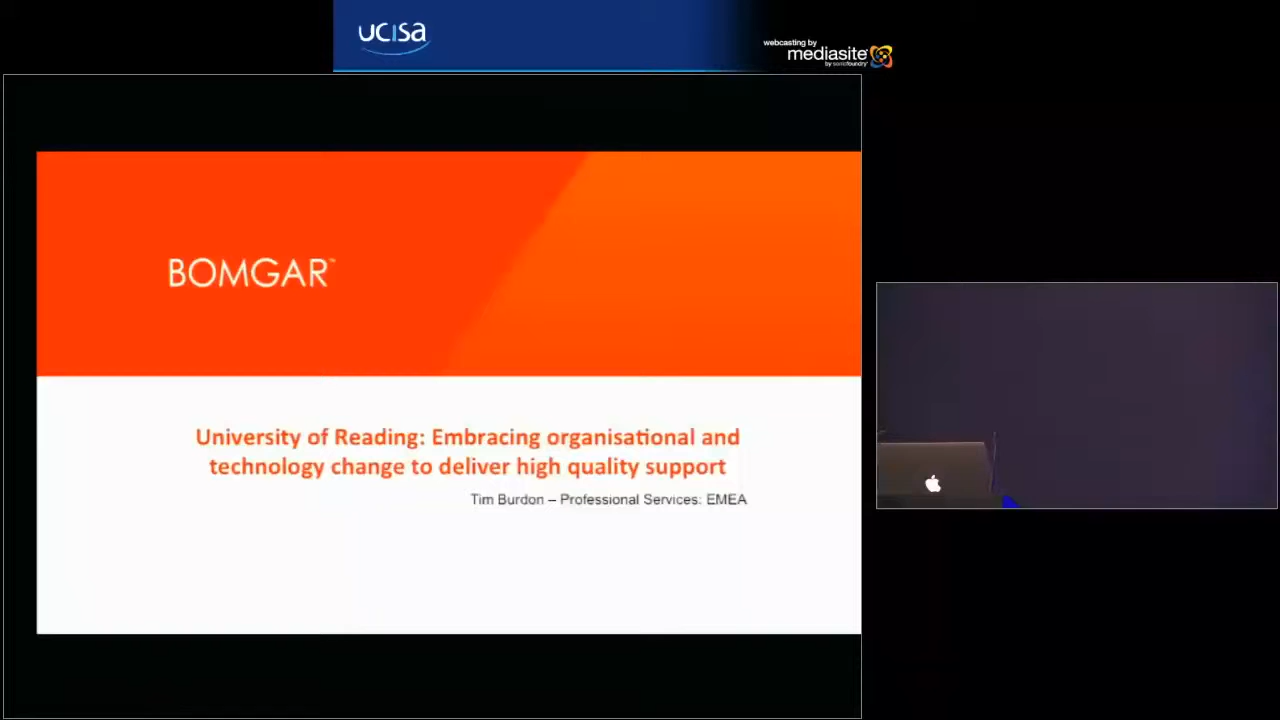 ucisa
webcasting by
mediasite
by sonicfoundry
BOMGAR™
University of Reading: Embracing organisational and
technology change to deliver high quality support
Tim Burdon – Professional Services: EMEA